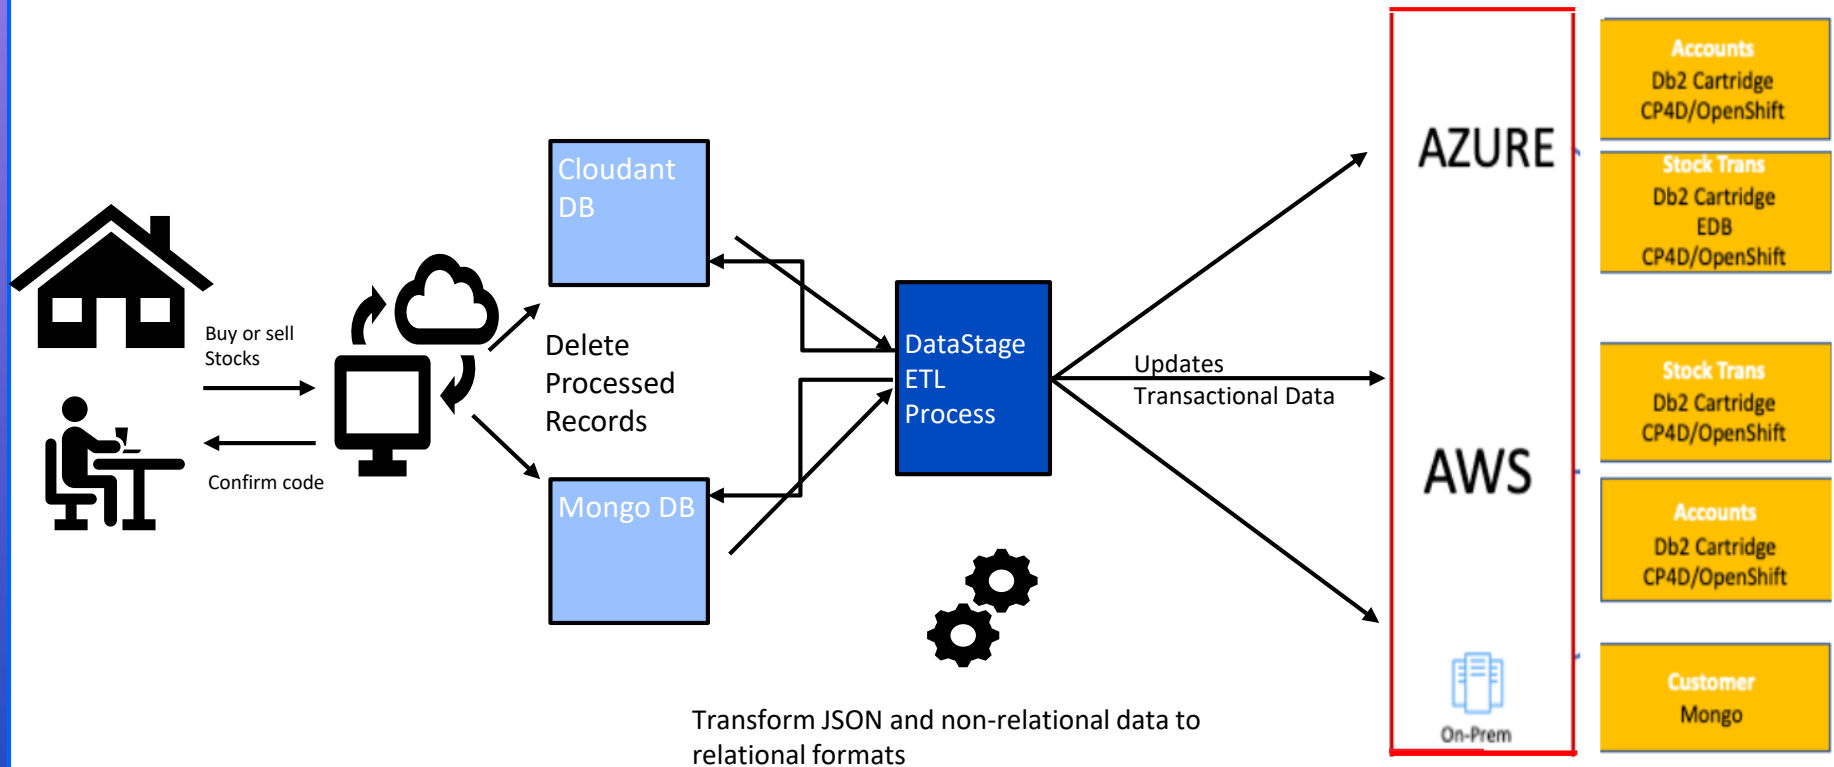 Buy or sell
Stocks
Confirm code
Cloudant
DB
Delete
Processed
Records
Mongo DB
DataStage
ETL
Process
Transform JSON and non-relational data to
relational formats
Updates
Transactional Data
AZURE
AWS
On-Prem
Accounts
Db2 Cartridge
CP4D/OpenShift
Stock Trans
Db2 Cartridge
EDB
CP4D/OpenShift
Stock Trans
Db2 Cartridge
CP4D/OpenShift
Accounts
Db2 Cartridge
CP4D/OpenShift
Customer
Mongo